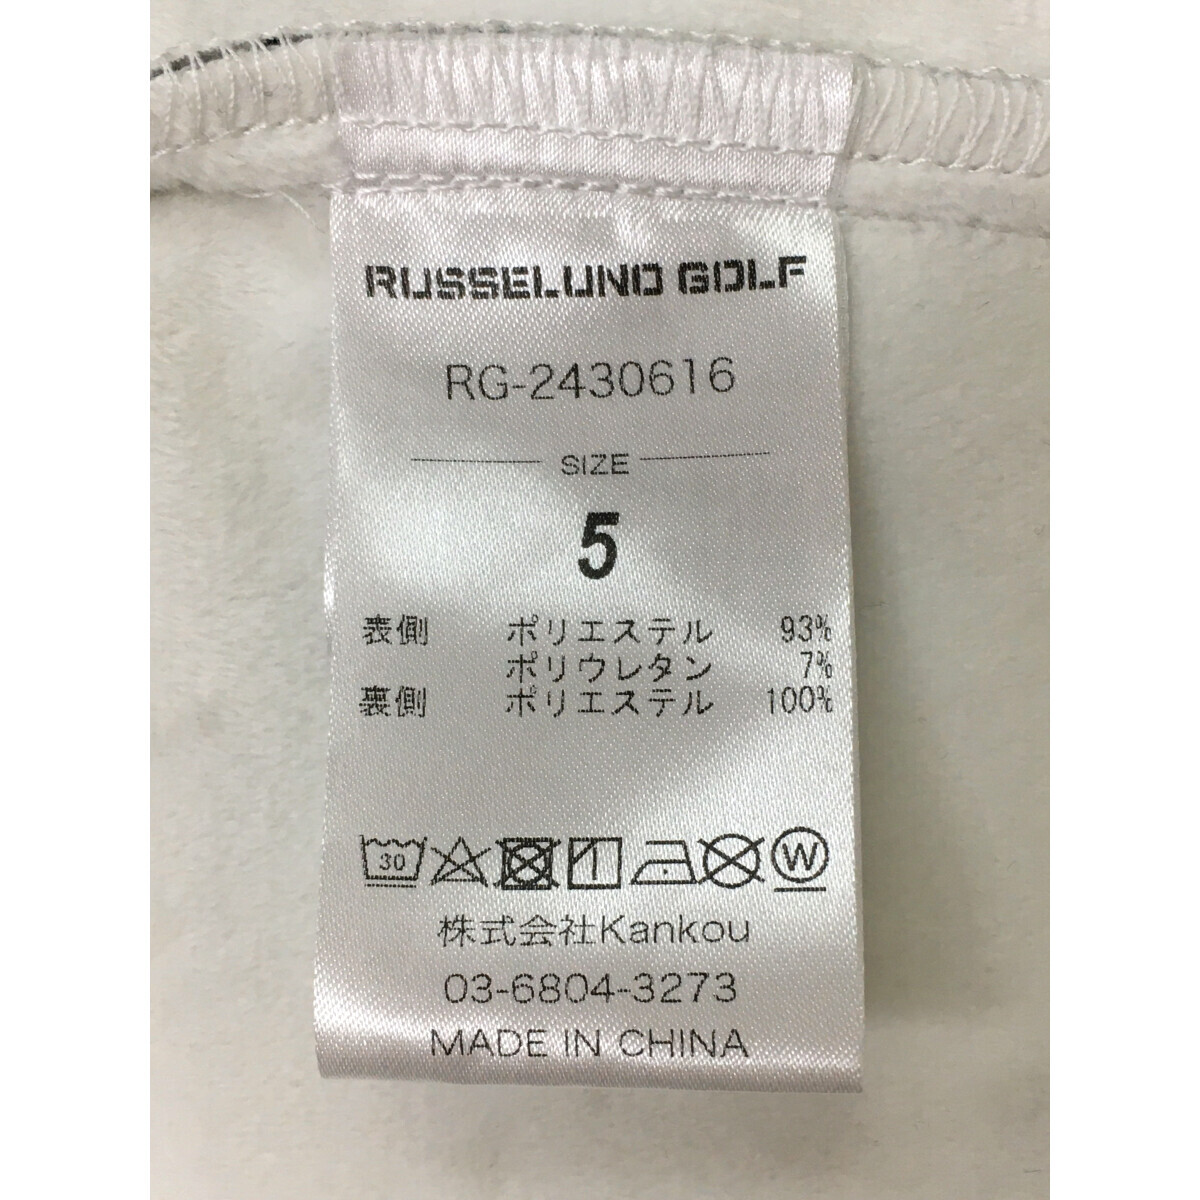 RUSSELUNO GOLF
RG-2430616
SIZE
5
表側 ポリエステル 93%
ポリウレタン 7%
裏側 ポリエステル 100%
30 W
株式会社Kankou
03-6804-3273
MADE IN CHINA